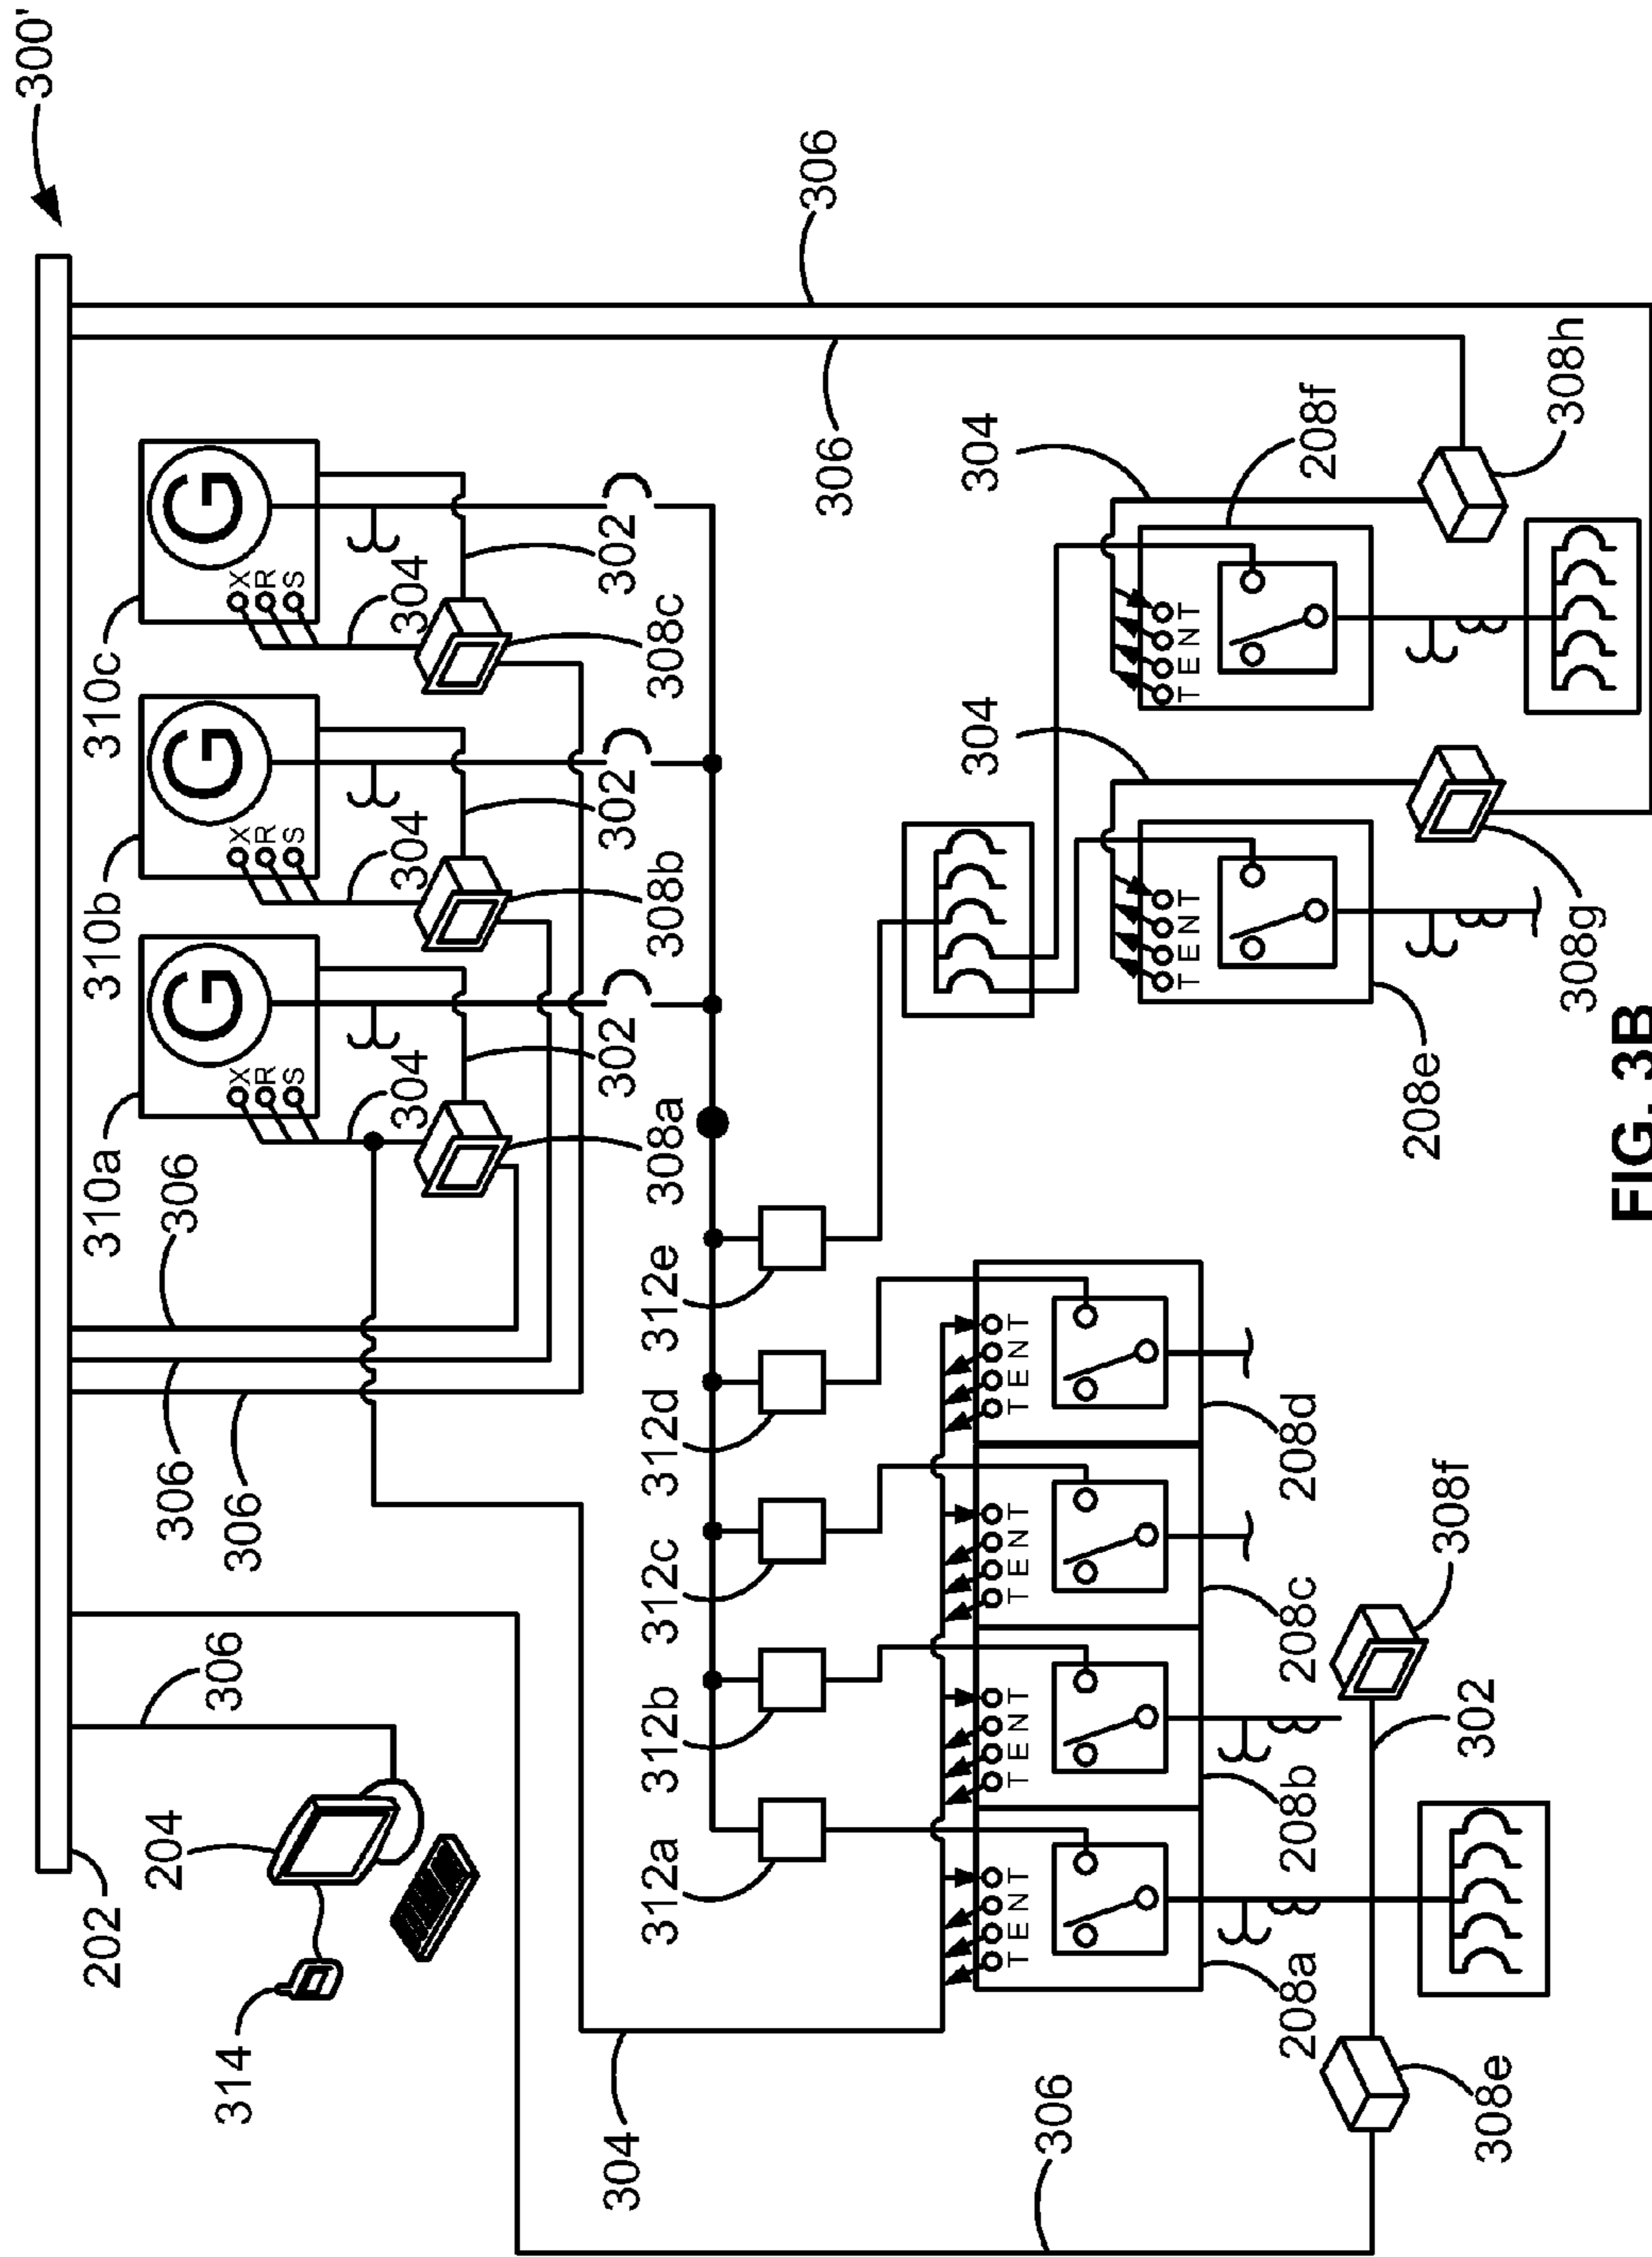 300'
202
310a
310b
310c
204
306
306
314
306
306
306
X
R
S
X
R
S
X
R
S
304
304
304
304
302
302
302
312a
312b
312c
312d
312e
308a
308b
308c
306
306
304
304
T E N T
T E N T
T E N T
T E N T
306
T E N T
T E N T
208a
208b
208c
208d
208f
208e
308f
302
308e
308g
308h
FIG. 3B